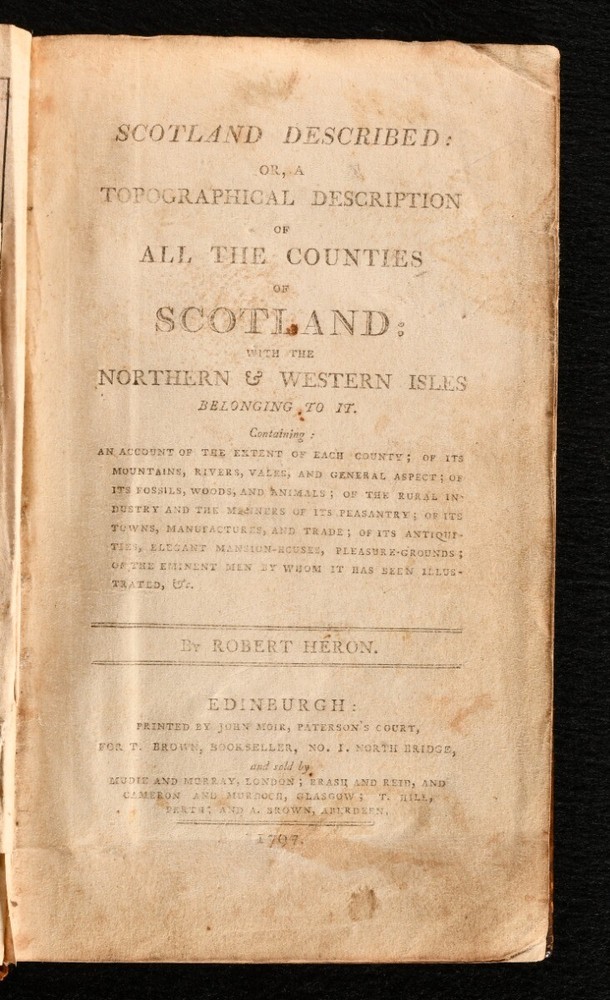 SCOTLAND DESCRIBED:
OR, A
TOPOGRAPHICAL DESCRIPTION
OF
ALL THE COUNTIES
OF
SCOTLAND:
WITH THE
NORTHERN & WESTERN ISLES
BELONGING TO IT.
Containing:
AN ACCOUNT OF THE EXTENT OF EACH COUNTY; OF ITS
MOUNTAINS, RIVERS, VALES, AND GENERAL ASPECT; OF
ITS FOSSILS, WOODS, AND ANIMALS; OF THE RURAL IN-
DUSTRY AND THE MANNERS OF ITS PEASANTRY; OF ITS
TOWNS, MANUFACTURES, AND TRADE; OF ITS ANTIQUI-
TIES, ELEGANT MANSION-HOUSES, PLEASURE-GROUNDS;
OF THE EMINENT MEN BY WHOM IT HAS BEEN ILLUS-
TRATED, &c.
BY ROBERT HERON.
EDINBURGH:
PRINTED BY JOHN MOIR, PATERSON'S COURT,
FOR T. BROWN, BOOKSELLER, NO. 1. NORTH BRIDGE,
and sold by
MUDIE AND MURRAY, LONDON; BRASH AND REID, AND
CAMERON AND MURDOCH, GLASGOW; T. HILL,
PERTH; AND A. BROWN, ABERDEEN.
1797.